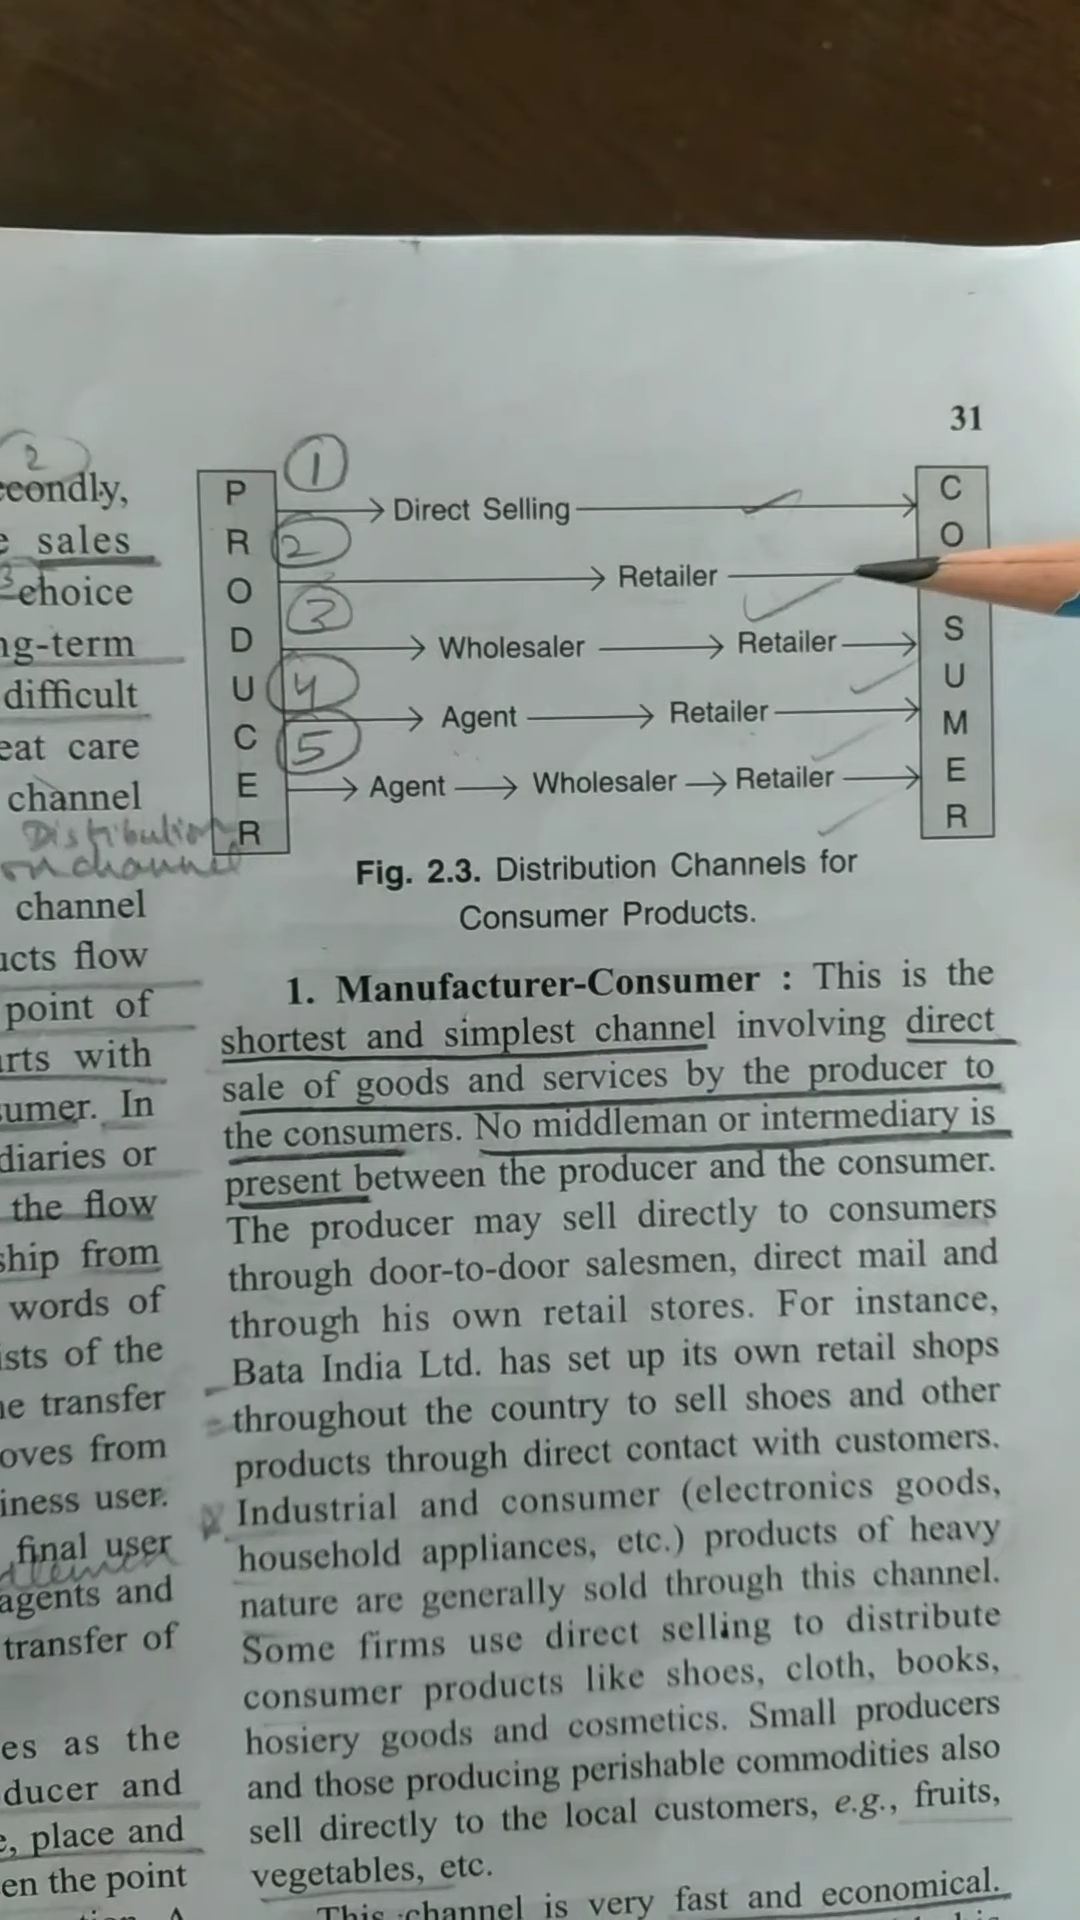 31
2
econdly,
e sales
3 choice
ng-term
difficult
eat care
channel
Distribution
on channel
channel
ucts flow
point of
arts with
sumer. In
diaries or
the flow
ship from
words of
ists of the
he transfer
oves from
iness user.
final user
agents and
transfer of
es as the
ducer and
e, place and
en the point
PRODUCER
1
Direct Selling
2
Retailer
3
Wholesaler Retailer
4
Agent Retailer
5
Agent Wholesaler Retailer
CO SUMER
Fig. 2.3. Distribution Channels for
Consumer Products.
1. Manufacturer-Consumer : This is the
shortest and simplest channel involving direct
sale of goods and services by the producer to
the consumers. No middleman or intermediary is
present between the producer and the consumer.
The producer may sell directly to consumers
through door-to-door salesmen, direct mail and
through his own retail stores. For instance,
Bata India Ltd. has set up its own retail shops
throughout the country to sell shoes and other
products through direct contact with customers.
Industrial and consumer (electronics goods,
household appliances, etc.) products of heavy
nature are generally sold through this channel.
Some firms use direct selling to distribute
consumer products like shoes, cloth, books,
hosiery goods and cosmetics. Small producers
and those producing perishable commodities also
sell directly to the local customers, e.g., fruits,
vegetables, etc.
This channel is very fast and economical.